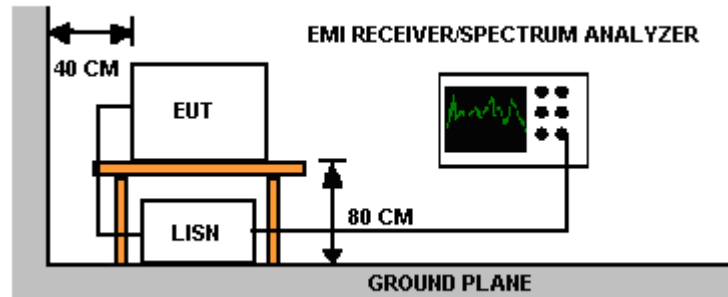 EMI RECEIVER/SPECTRUM ANALYZER
40 CM
EUT
80 CM
LISN
GROUND PLANE